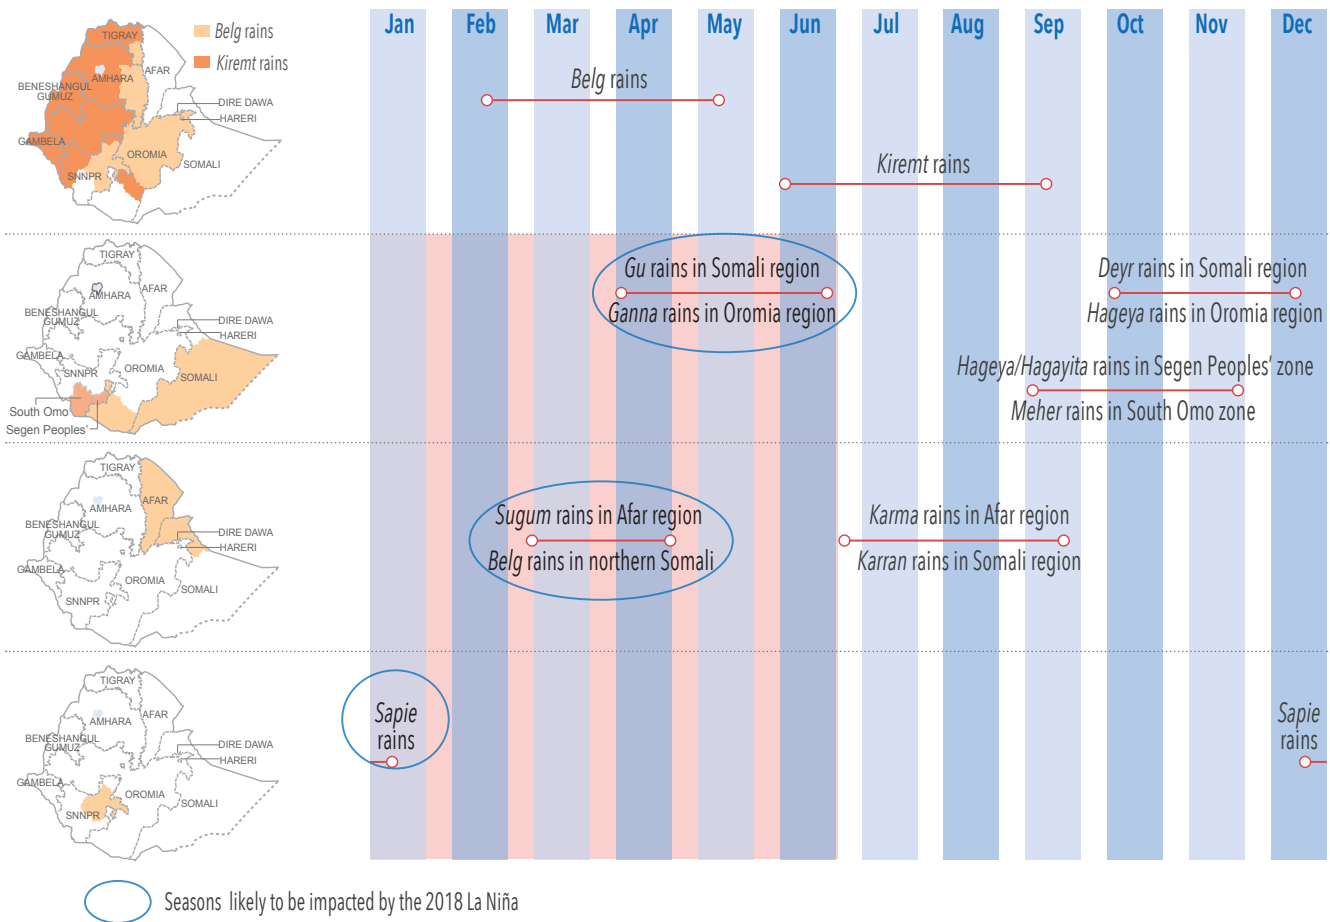 Jan Feb Mar Apr May Jun Jul Aug Sep Oct Nov Dec
Belg rains
Kiremt rains
TIGRAY
AFAR
AMHARA
BENESHANGUL
GUMUZ
DIRE DAWA
HARERI
GAMBELA
OROMIA
SOMALI
SNNPR
Belg rains
Kiremt rains
TIGRAY
AFAR
AMHARA
BENESHANGUL
GUMUZ
DIRE DAWA
HARERI
GAMBELA
OROMIA
SNNPR
SOMALI
South Omo
Segen Peoples'
Gu rains in Somali region
Ganna rains in Oromia region
Deyr rains in Somali region
Hageya rains in Oromia region
Hageya/Hagayita rains in Segen Peoples' zone
Meher rains in South Omo zone
TIGRAY
AFAR
AMHARA
BENESHANGUL
GUMUZ
DIRE DAWA
HARERI
GAMBELA
OROMIA
SOMALI
SNNPR
Sugum rains in Afar region
Belg rains in northern Somali
Karma rains in Afar region
Karran rains in Somali region
TIGRAY
AFAR
AMHARA
BENESHANGUL
GUMUZ
DIRE DAWA
HARERI
GAMBELA
OROMIA
SOMALI
SNNPR
Sapie
rains
Sapie
rains
Seasons likely to be impacted by the 2018 La Niña